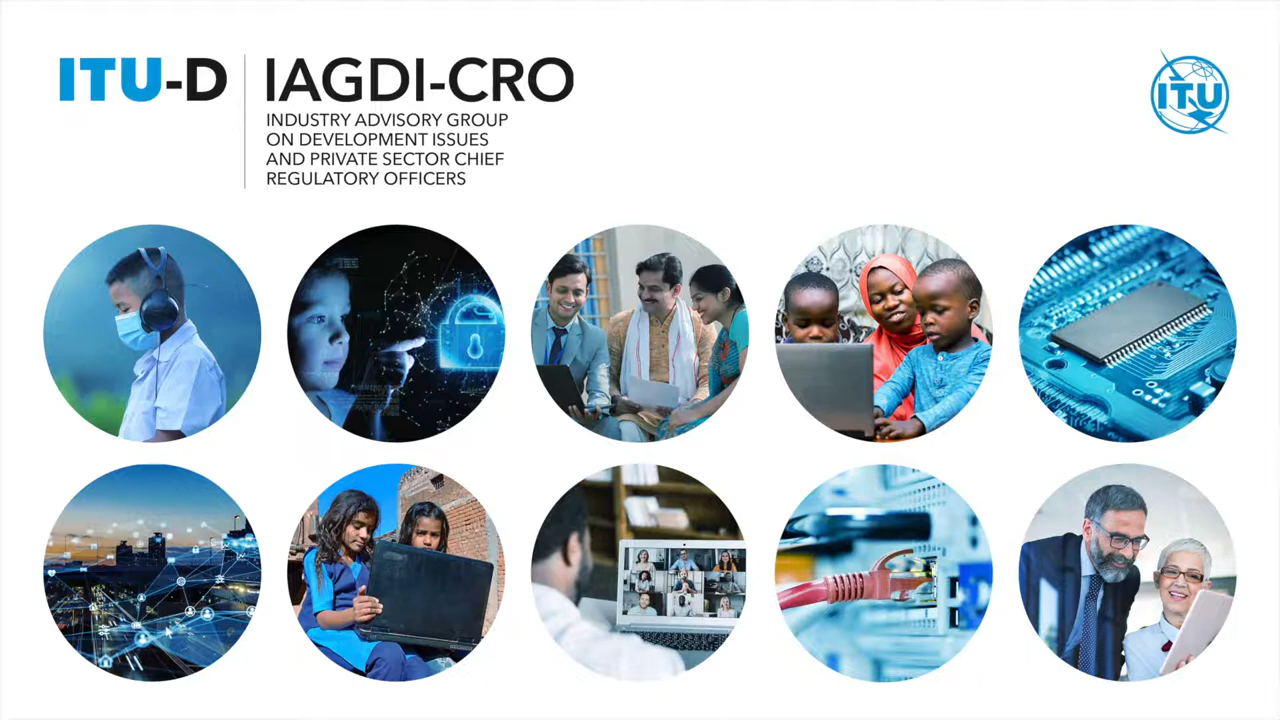 ITU-D
IAGDI-CRO
INDUSTRY ADVISORY GROUP
ON DEVELOPMENT ISSUES
AND PRIVATE SECTOR CHIEF
REGULATORY OFFICERS
ITU